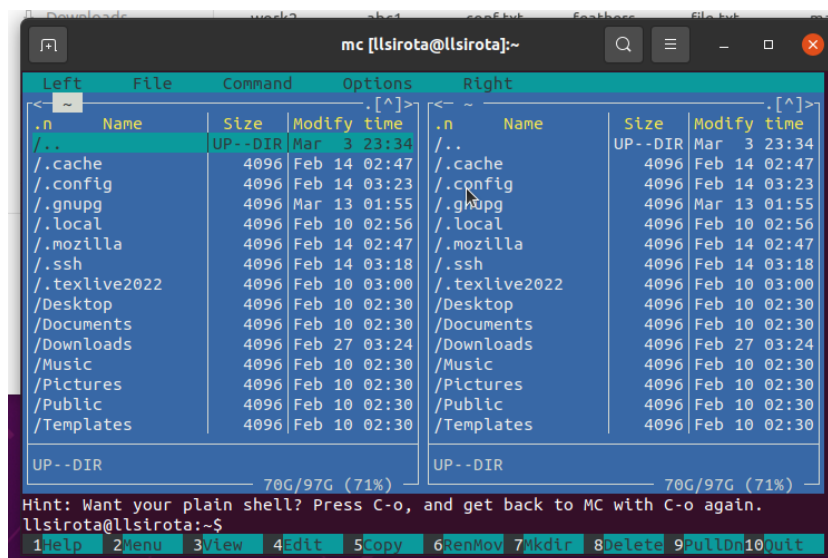 Downloads work2 abc1 conf.txt feathers file.txt
mc [llsirota@llsirota]:~
Left File Command Options Right
<— ~ .[^]> <— ~ .[^]>
.n Name Size Modify time .n Name Size Modify time
/.. UP--DIR Mar 3 23:34 /.. UP--DIR Mar 3 23:34
/.cache 4096 Feb 14 02:47 /.cache 4096 Feb 14 02:47
/.config 4096 Feb 14 03:23 /.config 4096 Feb 14 03:23
/.gnupg 4096 Mar 13 01:55 /.gnupg 4096 Mar 13 01:55
/.local 4096 Feb 10 02:56 /.local 4096 Feb 10 02:56
/.mozilla 4096 Feb 14 02:47 /.mozilla 4096 Feb 14 02:47
/.ssh 4096 Feb 14 03:18 /.ssh 4096 Feb 14 03:18
/.texlive2022 4096 Feb 10 03:00 /.texlive2022 4096 Feb 10 03:00
/Desktop 4096 Feb 10 02:30 /Desktop 4096 Feb 10 02:30
/Documents 4096 Feb 10 02:30 /Documents 4096 Feb 10 02:30
/Downloads 4096 Feb 27 03:24 /Downloads 4096 Feb 27 03:24
/Music 4096 Feb 10 02:30 /Music 4096 Feb 10 02:30
/Pictures 4096 Feb 10 02:30 /Pictures 4096 Feb 10 02:30
/Public 4096 Feb 10 02:30 /Public 4096 Feb 10 02:30
/Templates 4096 Feb 10 02:30 /Templates 4096 Feb 10 02:30
UP--DIR UP--DIR
70G/97G (71%) 70G/97G (71%)
Hint: Want your plain shell? Press C-o, and get back to MC with C-o again.
llsirota@llsirota:~$
1Help 2Menu 3View 4Edit 5Copy 6RenMov 7Mkdir 8Delete 9PullDn 10Quit